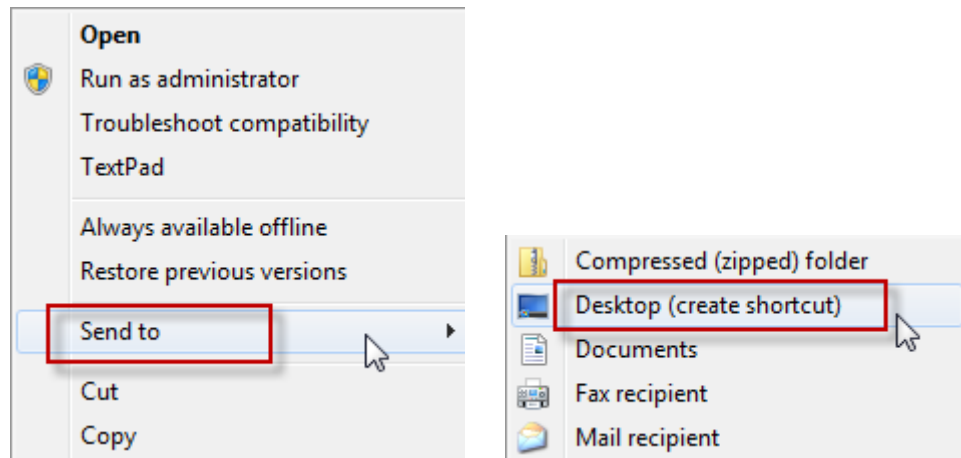 Open
Run as administrator
Troubleshoot compatibility
TextPad
Always available offline
Restore previous versions
Send to
Cut
Copy
Compressed (zipped) folder
Desktop (create shortcut)
Documents
Fax recipient
Mail recipient